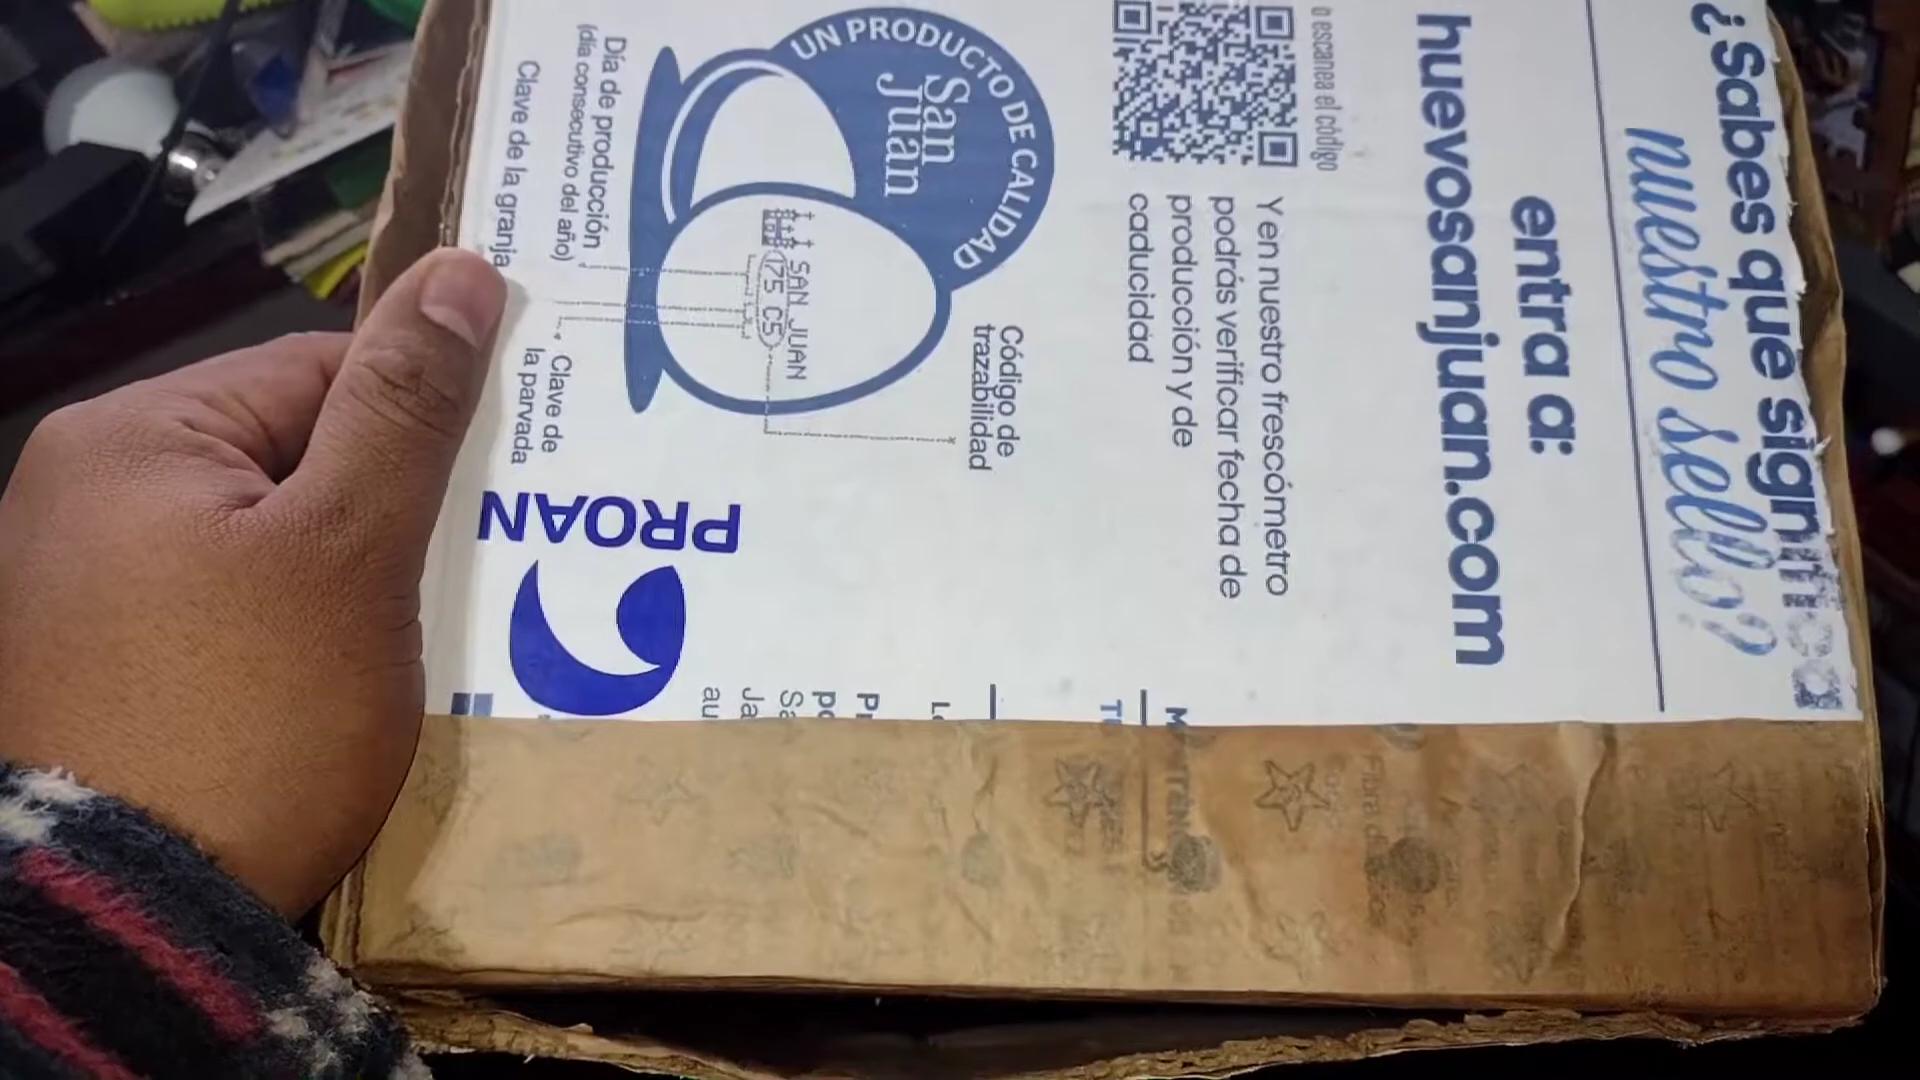 ¿Sabes que signific
nuestro sello?
entra a:
huevosanjuan.com
o escanea el código
Y en nuestro frescómetro
podrás verificar fecha de
producción y de
caducidad
UN PRODUCTO DE CALIDAD
San
Juan
Código de
trazabilidad
SAN JUAN
175 C5
Día de producción
(día consecutivo del año)
Clave de la granja
Clave de
la parvada
PROAN